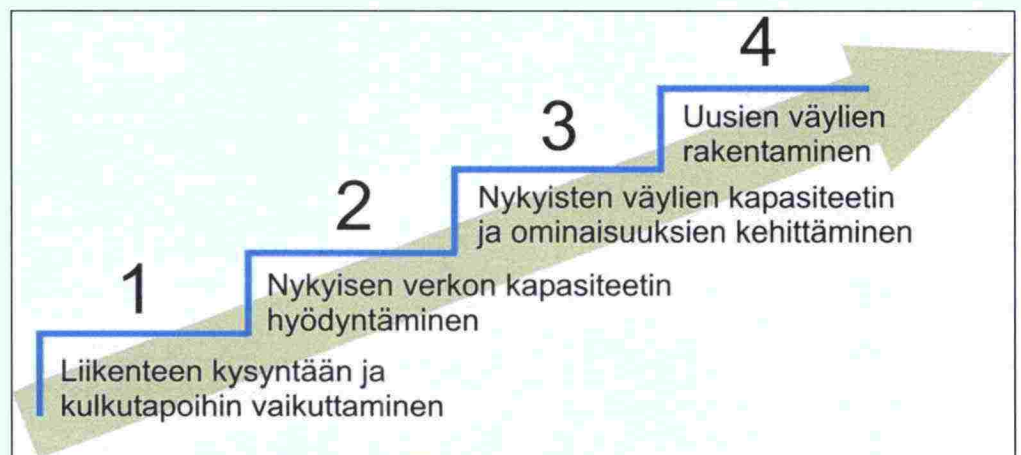 1
Liikenteen kysyntään ja
kulkutapoihin vaikuttaminen
2
Nykyisen verkon kapasiteetin
hyödyntäminen
3
Nykyisten väylien kapasiteetin
ja ominaisuuksien kehittäminen
4
Uusien väylien
rakentaminen